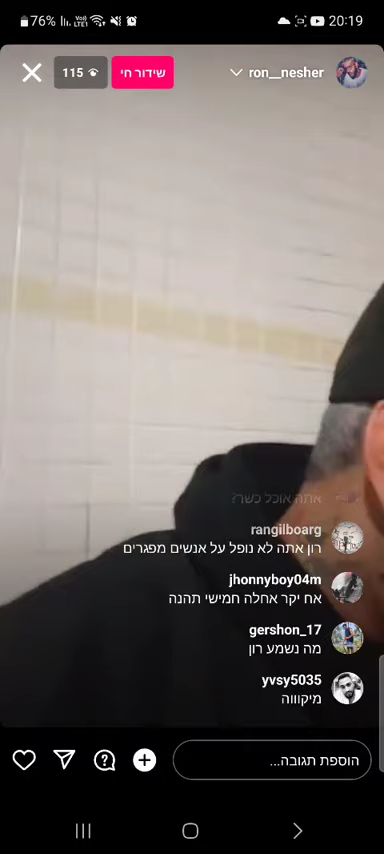 76%
20:19
ron__nesher
שידור חי
115
אתה אוכל כשר?
rangilboarg
רון אתה לא נופל על אנשים מפגרים
jhonnyboy04m
אח יקר אחלה חמישי תהנה
gershon_17
מה נשמע רון
yvsy5035
מיקוווה
הוספת תגובה...